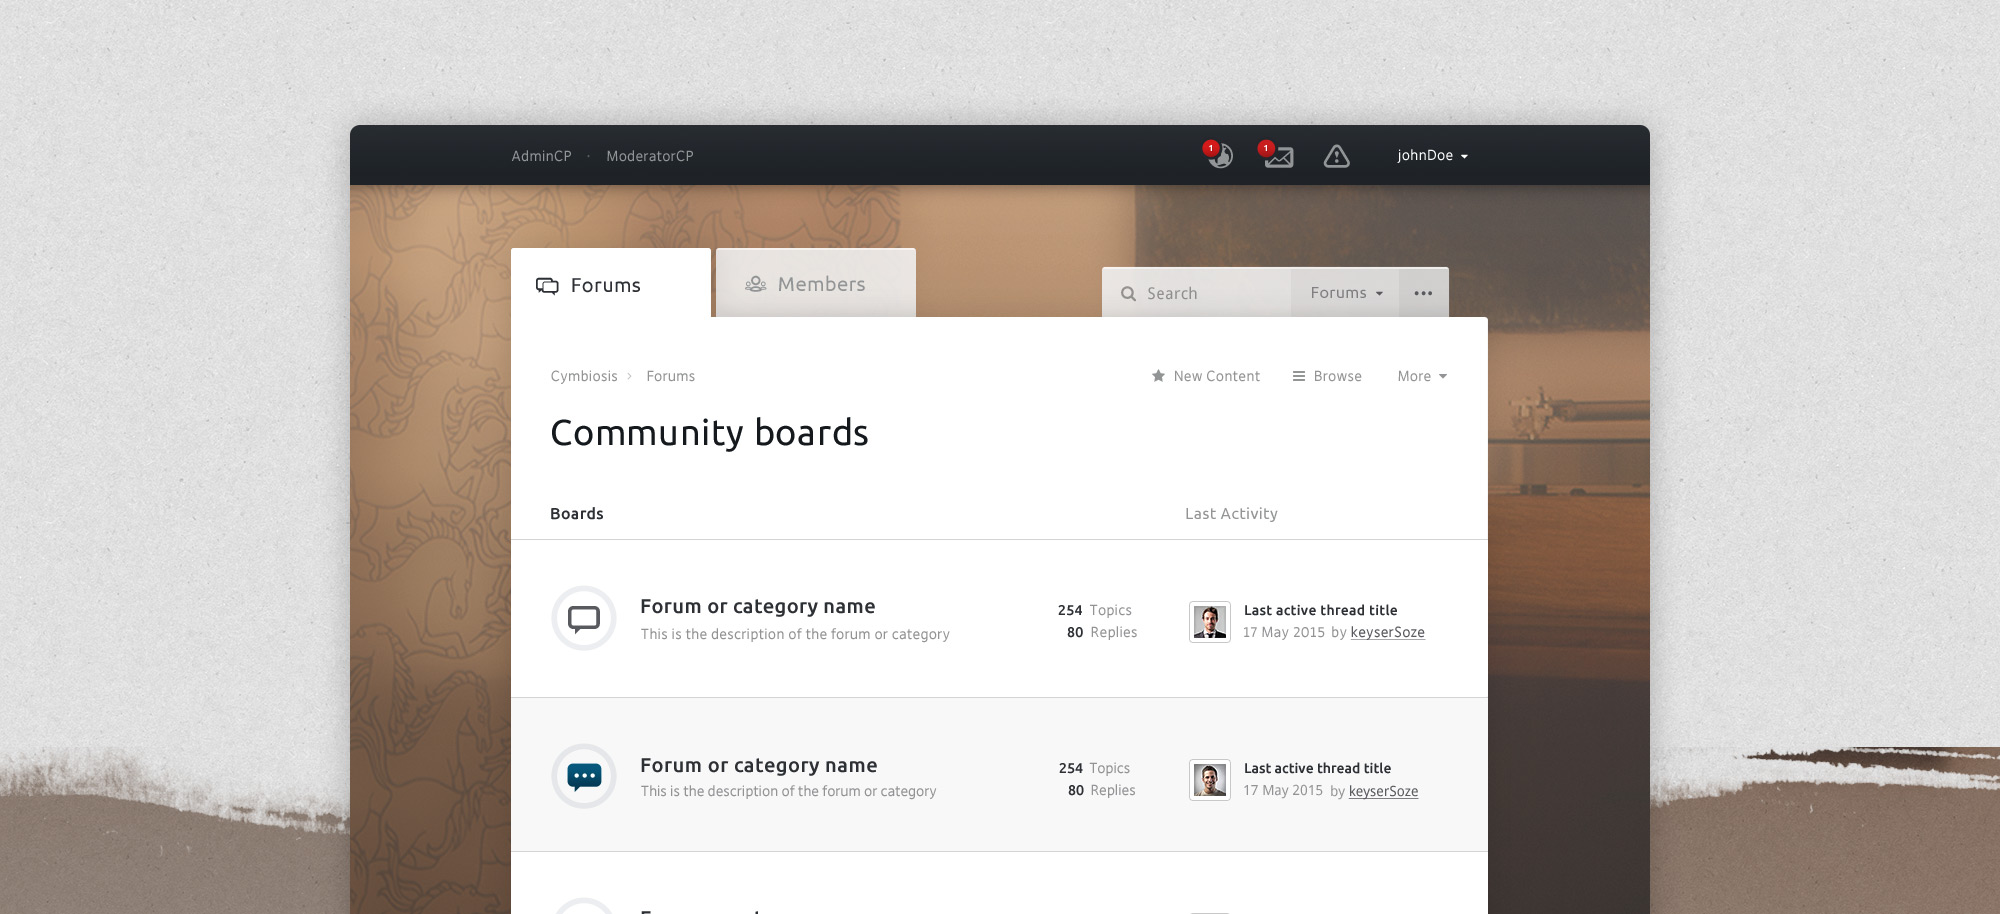 AdminCP · ModeratorCP
1
1
johnDoe
Forums
Members
Search
Forums
Cymbiosis › Forums
New Content
Browse
More
Community boards
Boards
Last Activity
Forum or category name
This is the description of the forum or category
254 Topics
80 Replies
Last active thread title
17 May 2015 by keyserSoze
Forum or category name
This is the description of the forum or category
254 Topics
80 Replies
Last active thread title
17 May 2015 by keyserSoze